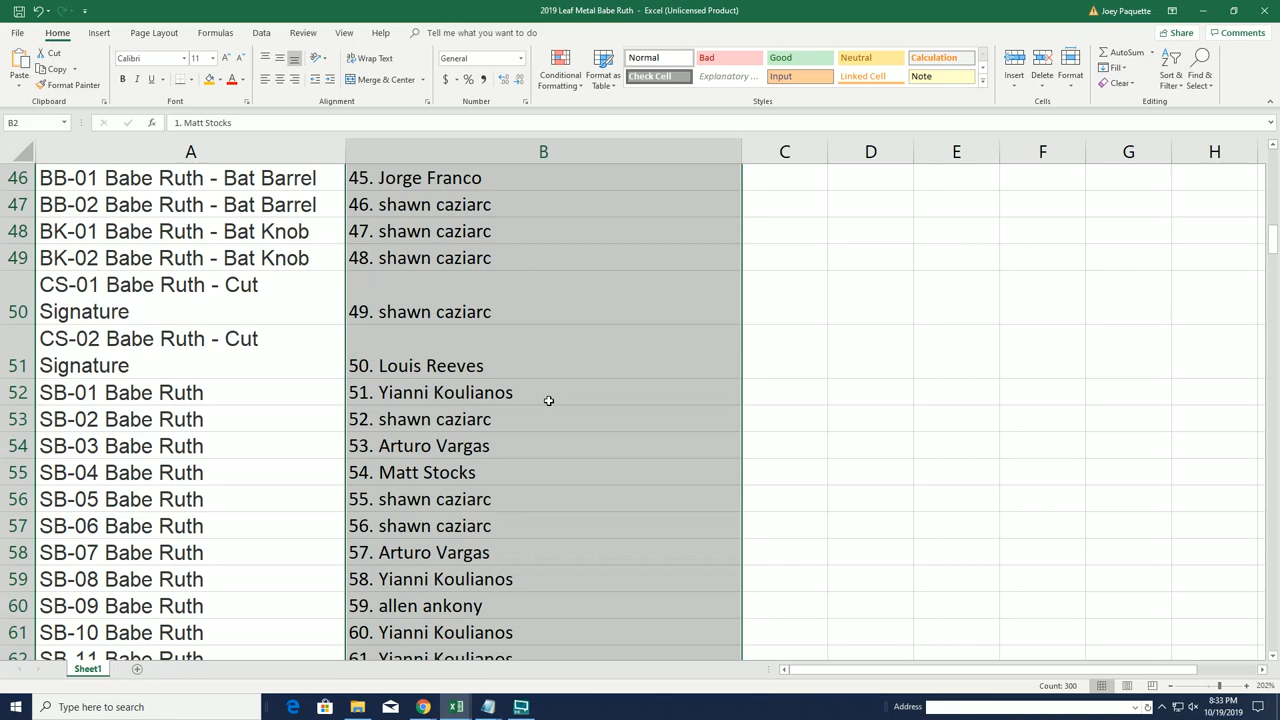 2019 Leaf Metal Babe Ruth - Excel (Unlicensed Product)
Joey Paquette
File Home Insert Page Layout Formulas Data Review View Help Tell me what you want to do
Share Comments
Cut
Copy
Format Painter
Paste
Clipboard
Calibri 11
B I U
Font
Wrap Text
Merge & Center
Alignment
General
$ % ,
Number
Conditional Formatting
Format as Table
Normal Bad Good Neutral Calculation
Check Cell Explanatory ... Input Linked Cell Note
Styles
Insert Delete Format
Cells
AutoSum
Fill
Clear
Sort & Filter
Find & Select
Editing
B2 fx 1. Matt Stocks
A B C D E F G H
46 BB-01 Babe Ruth - Bat Barrel 45. Jorge Franco
47 BB-02 Babe Ruth - Bat Barrel 46. shawn caziarc
48 BK-01 Babe Ruth - Bat Knob 47. shawn caziarc
49 BK-02 Babe Ruth - Bat Knob 48. shawn caziarc
CS-01 Babe Ruth - Cut
50 Signature 49. shawn caziarc
CS-02 Babe Ruth - Cut
51 Signature 50. Louis Reeves
52 SB-01 Babe Ruth 51. Yianni Koulianos
53 SB-02 Babe Ruth 52. shawn caziarc
54 SB-03 Babe Ruth 53. Arturo Vargas
55 SB-04 Babe Ruth 54. Matt Stocks
56 SB-05 Babe Ruth 55. shawn caziarc
57 SB-06 Babe Ruth 56. shawn caziarc
58 SB-07 Babe Ruth 57. Arturo Vargas
59 SB-08 Babe Ruth 58. Yianni Koulianos
60 SB-09 Babe Ruth 59. allen ankony
61 SB-10 Babe Ruth 60. Yianni Koulianos
62 SB-11 Babe Ruth 61. Yianni Koulianos
Sheet1
Count: 300
202%
Type here to search
Address
8:33 PM
10/19/2019